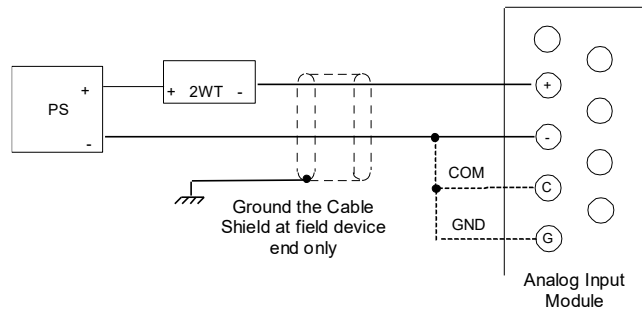 PS
+
-
+ 2WT -
+
-
COM
C
GND
G
Ground the Cable
Shield at field device
end only
Analog Input
Module